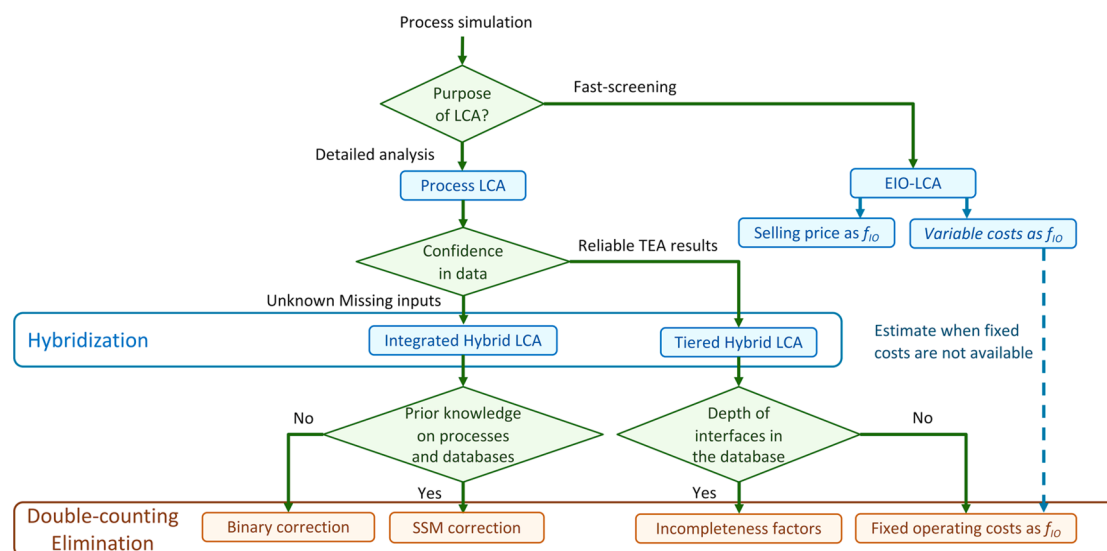 Process simulation
Purpose
of LCA?
Fast-screening
Detailed analysis
Process LCA
EIO-LCA
Selling price as f_IO
Variable costs as f_IO
Confidence
in data
Reliable TEA results
Unknown Missing inputs
Hybridization
Integrated Hybrid LCA
Tiered Hybrid LCA
Estimate when fixed
costs are not available
No
Prior knowledge
on processes
and databases
Depth of
interfaces in
the database
No
Yes
Yes
Double-counting
Elimination
Binary correction
SSM correction
Incompleteness factors
Fixed operating costs as f_IO